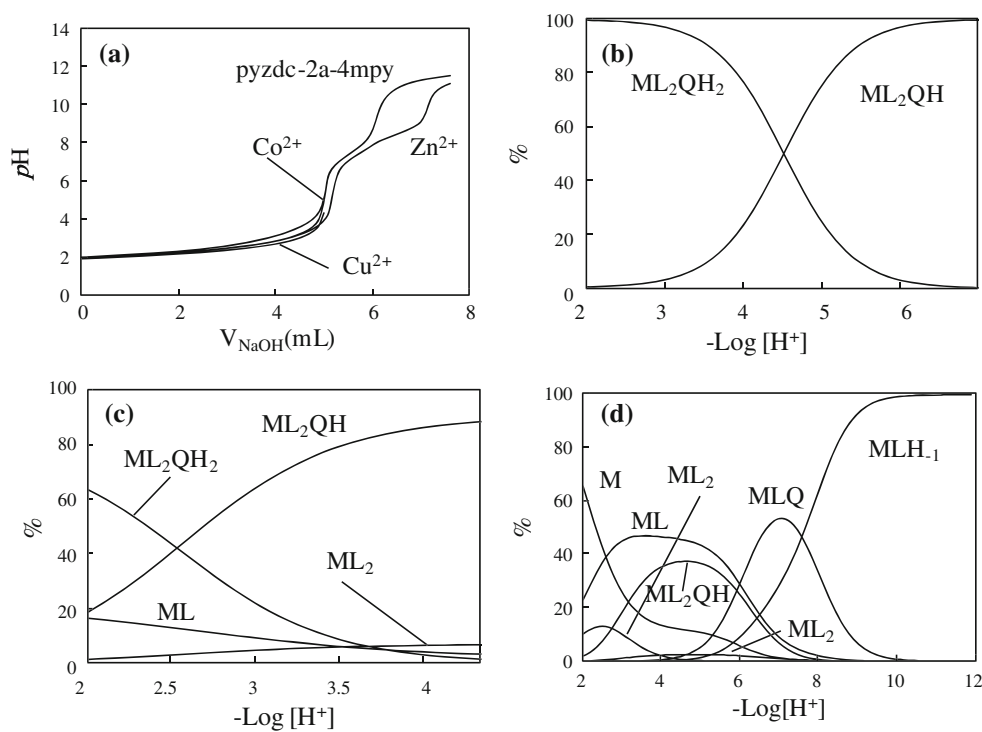 (a)
14
12
10
8
6
4
2
0
pH
pyzdc-2a-4mpy
Co²⁺
Zn²⁺
Cu²⁺
0 2 4 6 8
V_NaOH(mL)
(b)
100
80
60
40
20
0
%
ML₂QH₂
ML₂QH
2 3 4 5 6
-Log [H⁺]
(c)
100
80
60
40
20
0
%
ML₂QH
ML₂QH₂
ML₂
ML
2 2.5 3 3.5 4
-Log [H⁺]
(d)
100
80
60
40
20
0
%
MLH₋₁
M
ML₂
MLQ
ML
ML₂QH
ML₂
2 4 6 8 10 12
-Log[H⁺]